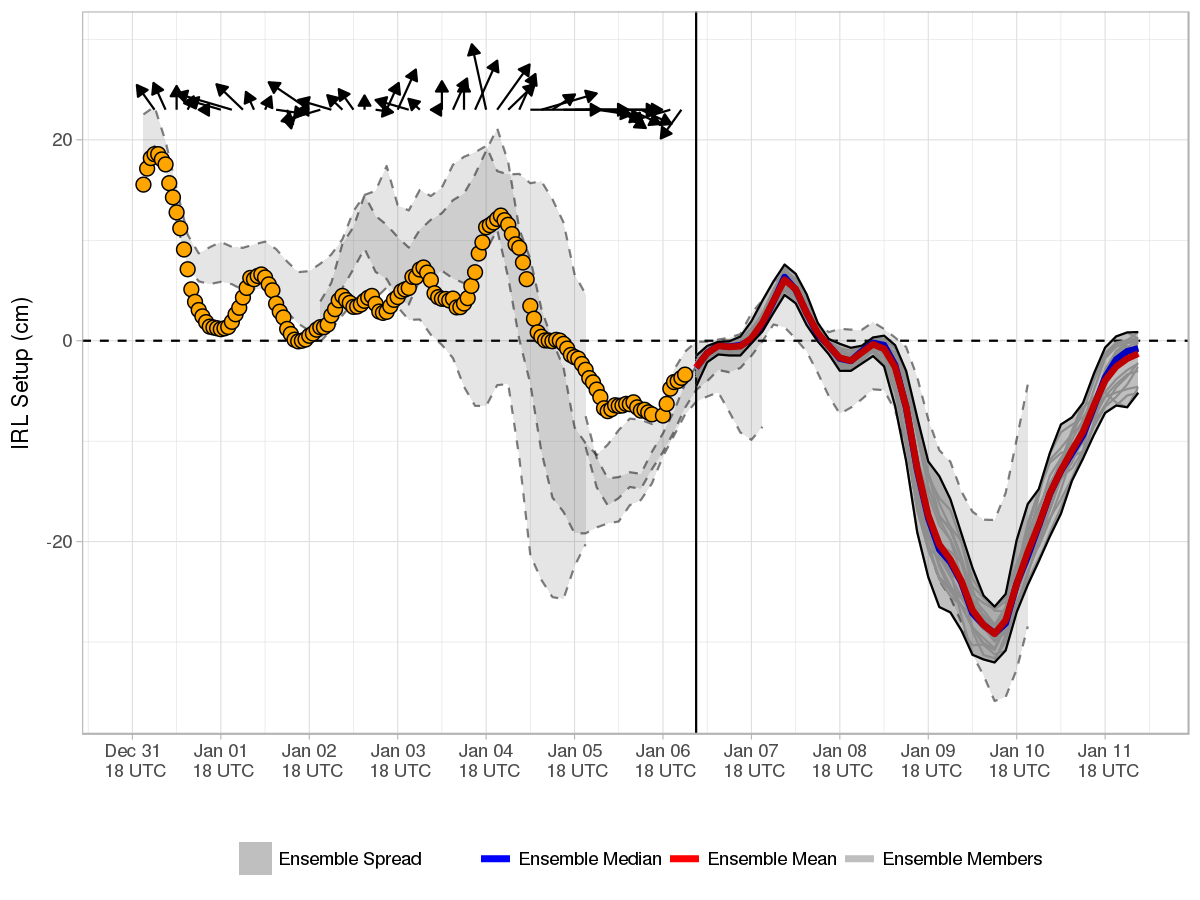 IRL Setup (cm)
20
0
-20
Dec 31 Jan 01 Jan 02 Jan 03 Jan 04 Jan 05 Jan 06 Jan 07 Jan 08 Jan 09 Jan 10 Jan 11
18 UTC 18 UTC 18 UTC 18 UTC 18 UTC 18 UTC 18 UTC 18 UTC 18 UTC 18 UTC 18 UTC 18 UTC
Ensemble Spread Ensemble Median Ensemble Mean Ensemble Members